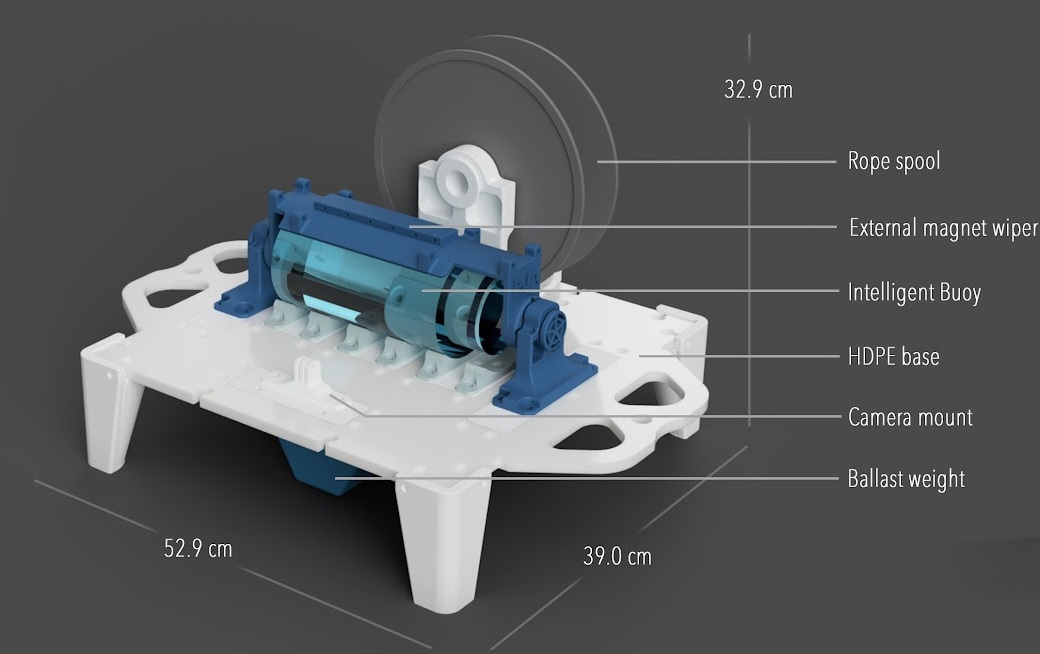 32.9 cm
Rope spool
External magnet wiper
Intelligent Buoy
HDPE base
Camera mount
Ballast weight
52.9 cm
39.0 cm